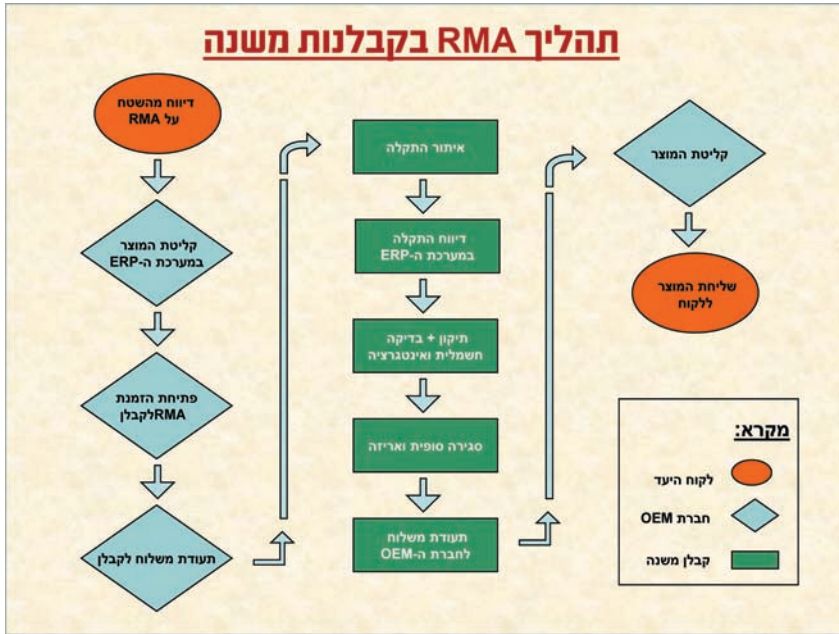 תהליך RMA בקבלנות משנה
דיווח מהשטח
על RMA
קליטת המוצר
במערכת ה-ERP
פתיחת הזמנת
RMAלקבלן
תעודת משלוח לקבלן
איתור התקלה
דיווח התקלה
במערכת ה-ERP
תיקון + בדיקה
חשמלית ואינטגרציה
סגירה סופית ואריזה
תעודת משלוח
לחברת ה-OEM
קליטת המוצר
שליחת המוצר
ללקוח
מקרא:
לקוח היעד
חברת OEM
קבלן משנה